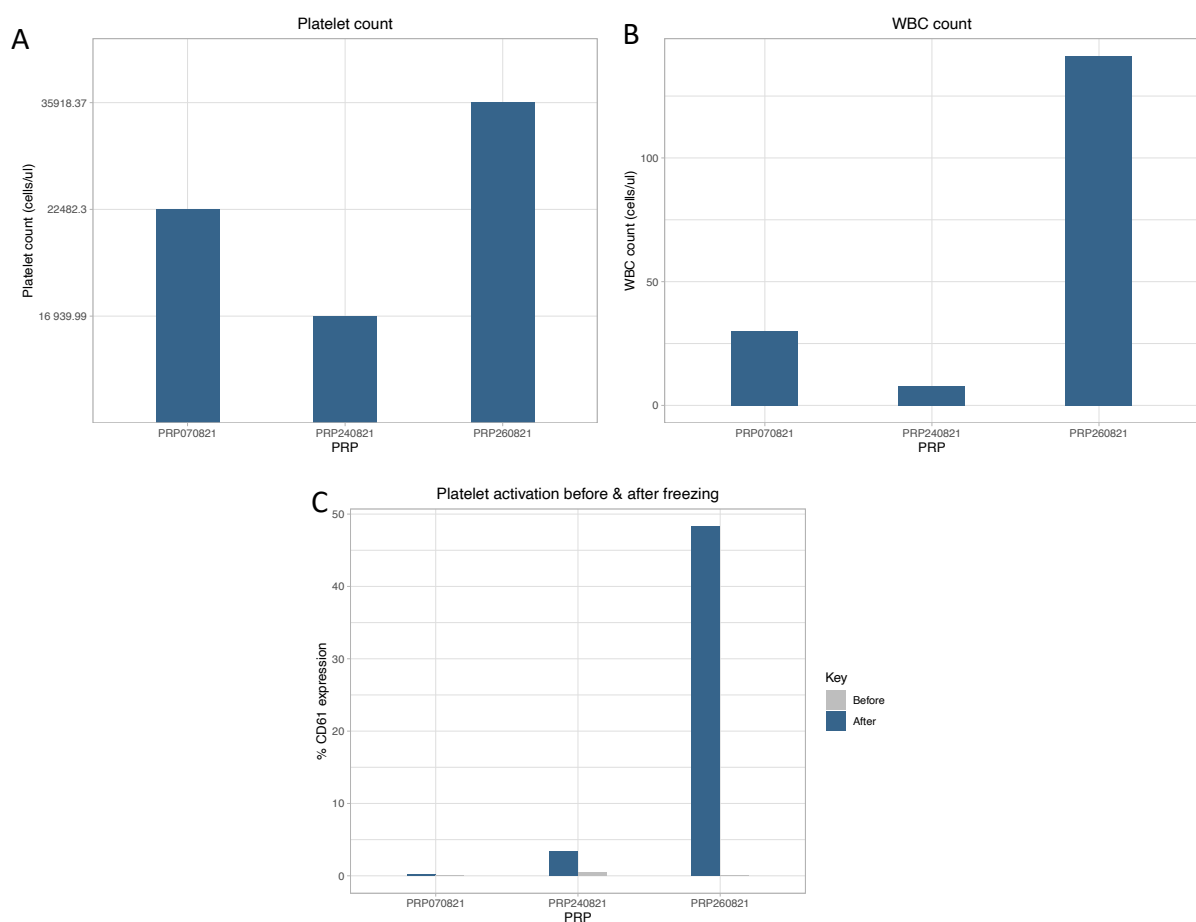 A
Platelet count
Platelet count (cells/ul)
35918.37
22482.3
16 939.99
PRP070821 PRP240821 PRP260821
PRP
B
WBC count
WBC count (cells/ul)
100
50
0
PRP070821 PRP240821 PRP260821
PRP
C
Platelet activation before & after freezing
% CD61 expression
50
40
30
20
10
0
PRP070821 PRP240821 PRP260821
PRP
Key
Before
After